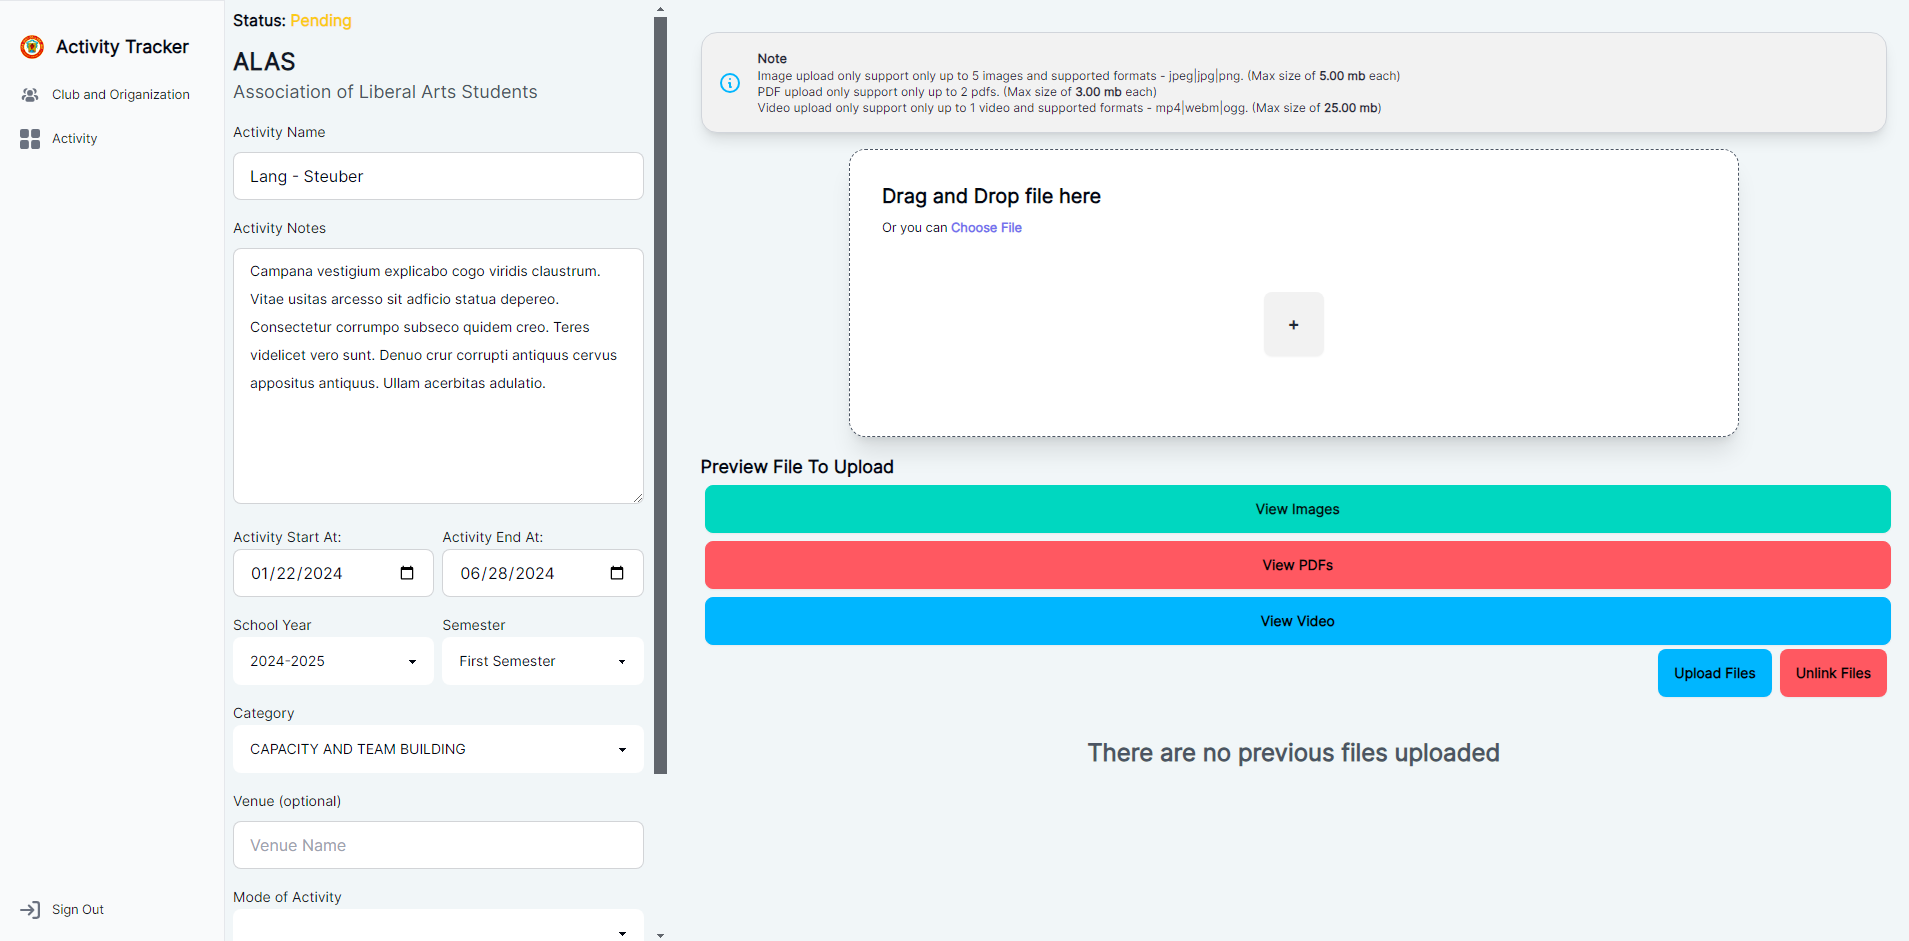 Activity Tracker
Club and Origanization
Activity
Sign Out
Status: Pending
ALAS
Association of Liberal Arts Students
Activity Name
Lang - Steuber
Activity Notes
Campana vestigium explicabo cogo viridis claustrum.
Vitae usitas arcesso sit adficio statua depereo.
Consectetur corrumpo subseco quidem creo. Teres
videlicet vero sunt. Denuo crur corrupti antiquus cervus
appositus antiquus. Ullam acerbitas adulatio.
Activity Start At: Activity End At:
01/22/2024 06/28/2024
School Year Semester
2024-2025 First Semester
Category
CAPACITY AND TEAM BUILDING
Venue (optional)
Venue Name
Mode of Activity
Note
Image upload only support only up to 5 images and supported formats - jpeg|jpg|png. (Max size of 5.00 mb each)
PDF upload only support only up to 2 pdfs. (Max size of 3.00 mb each)
Video upload only support only up to 1 video and supported formats - mp4|webm|ogg. (Max size of 25.00 mb)
Drag and Drop file here
Or you can Choose File
+
Preview File To Upload
View Images
View PDFs
View Video
Upload Files Unlink Files
There are no previous files uploaded